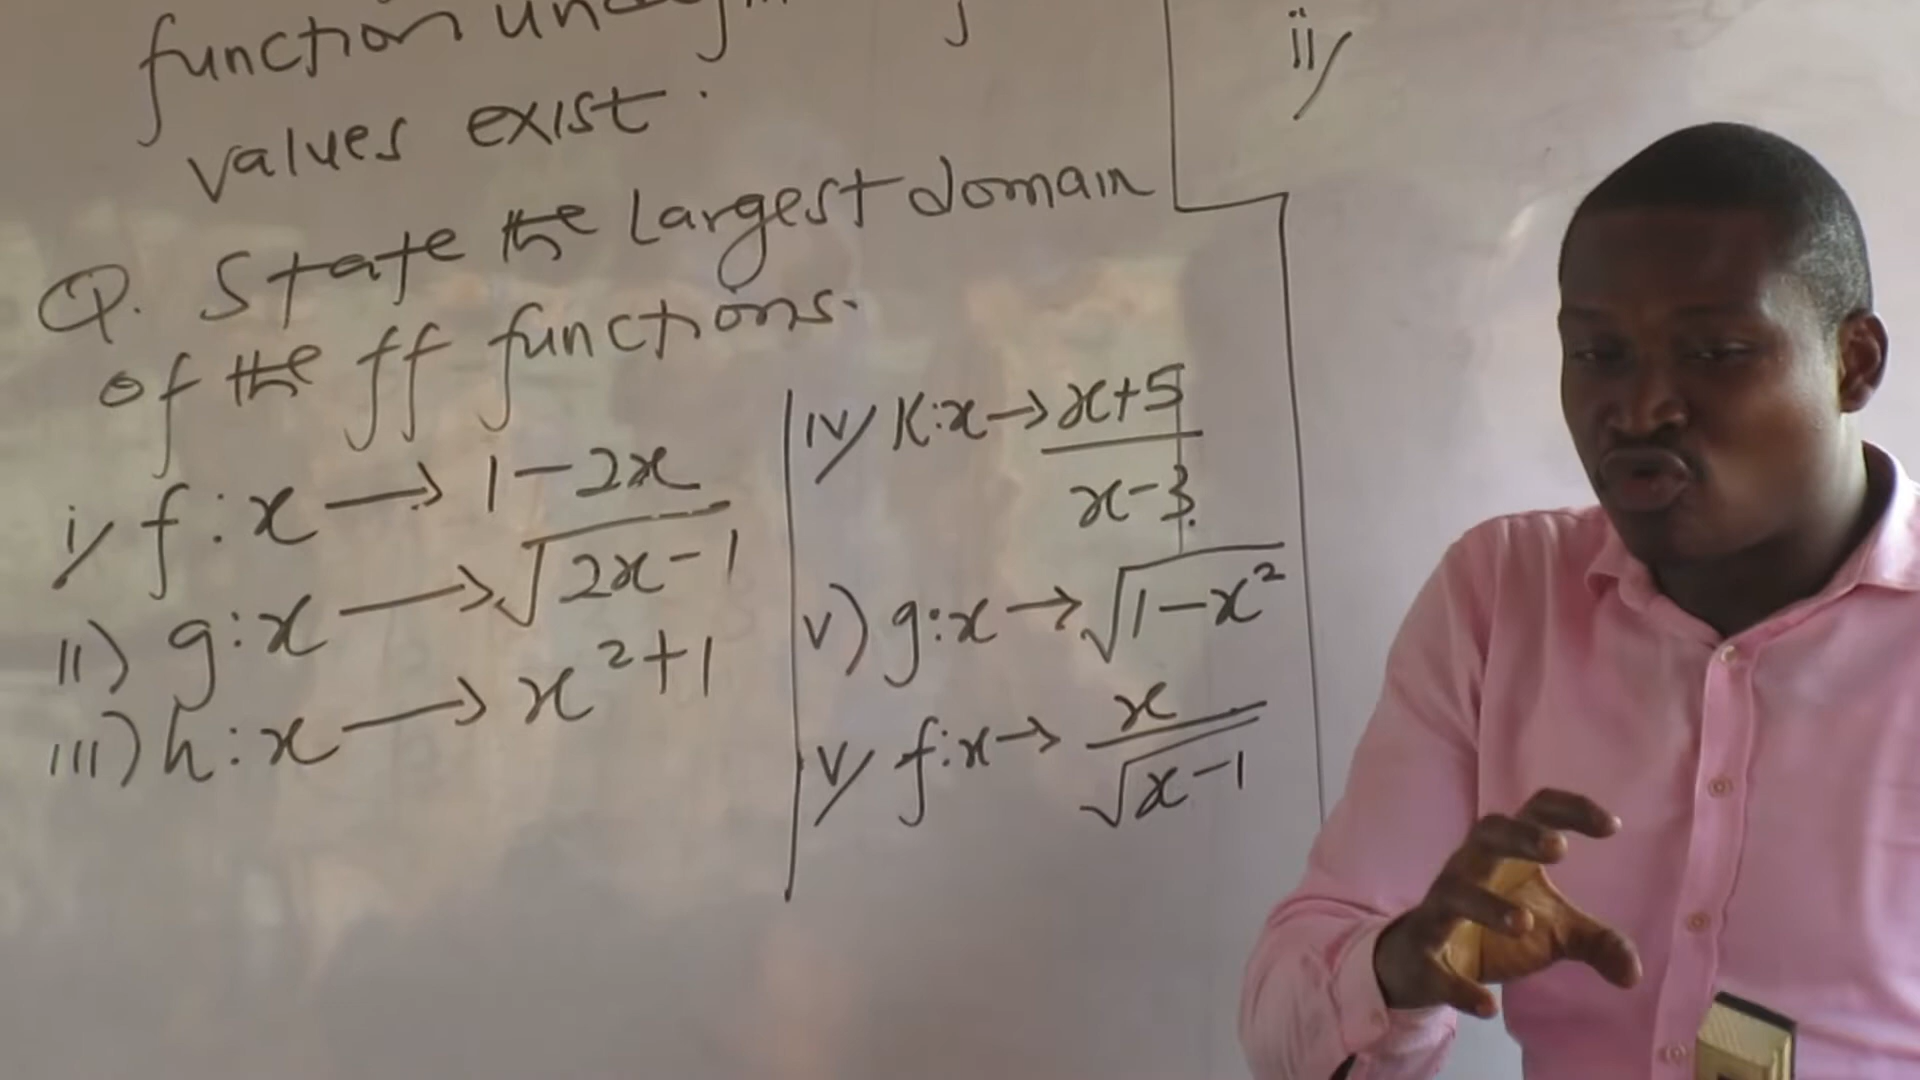 function
values exist.
Q. State the Largest domain
of the ff functions.
i/ f : x → 1 - 2x
ii) g : x → √2x - 1
iii) h : x → x² + 1
iv/ K : x → x+5
x-3
v) g : x → √1-x²
v/ f : x → x
√x-1
ii/